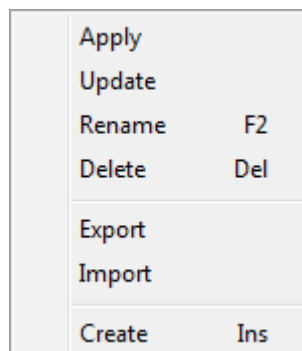 Apply
Update
Rename F2
Delete Del
Export
Import
Create Ins